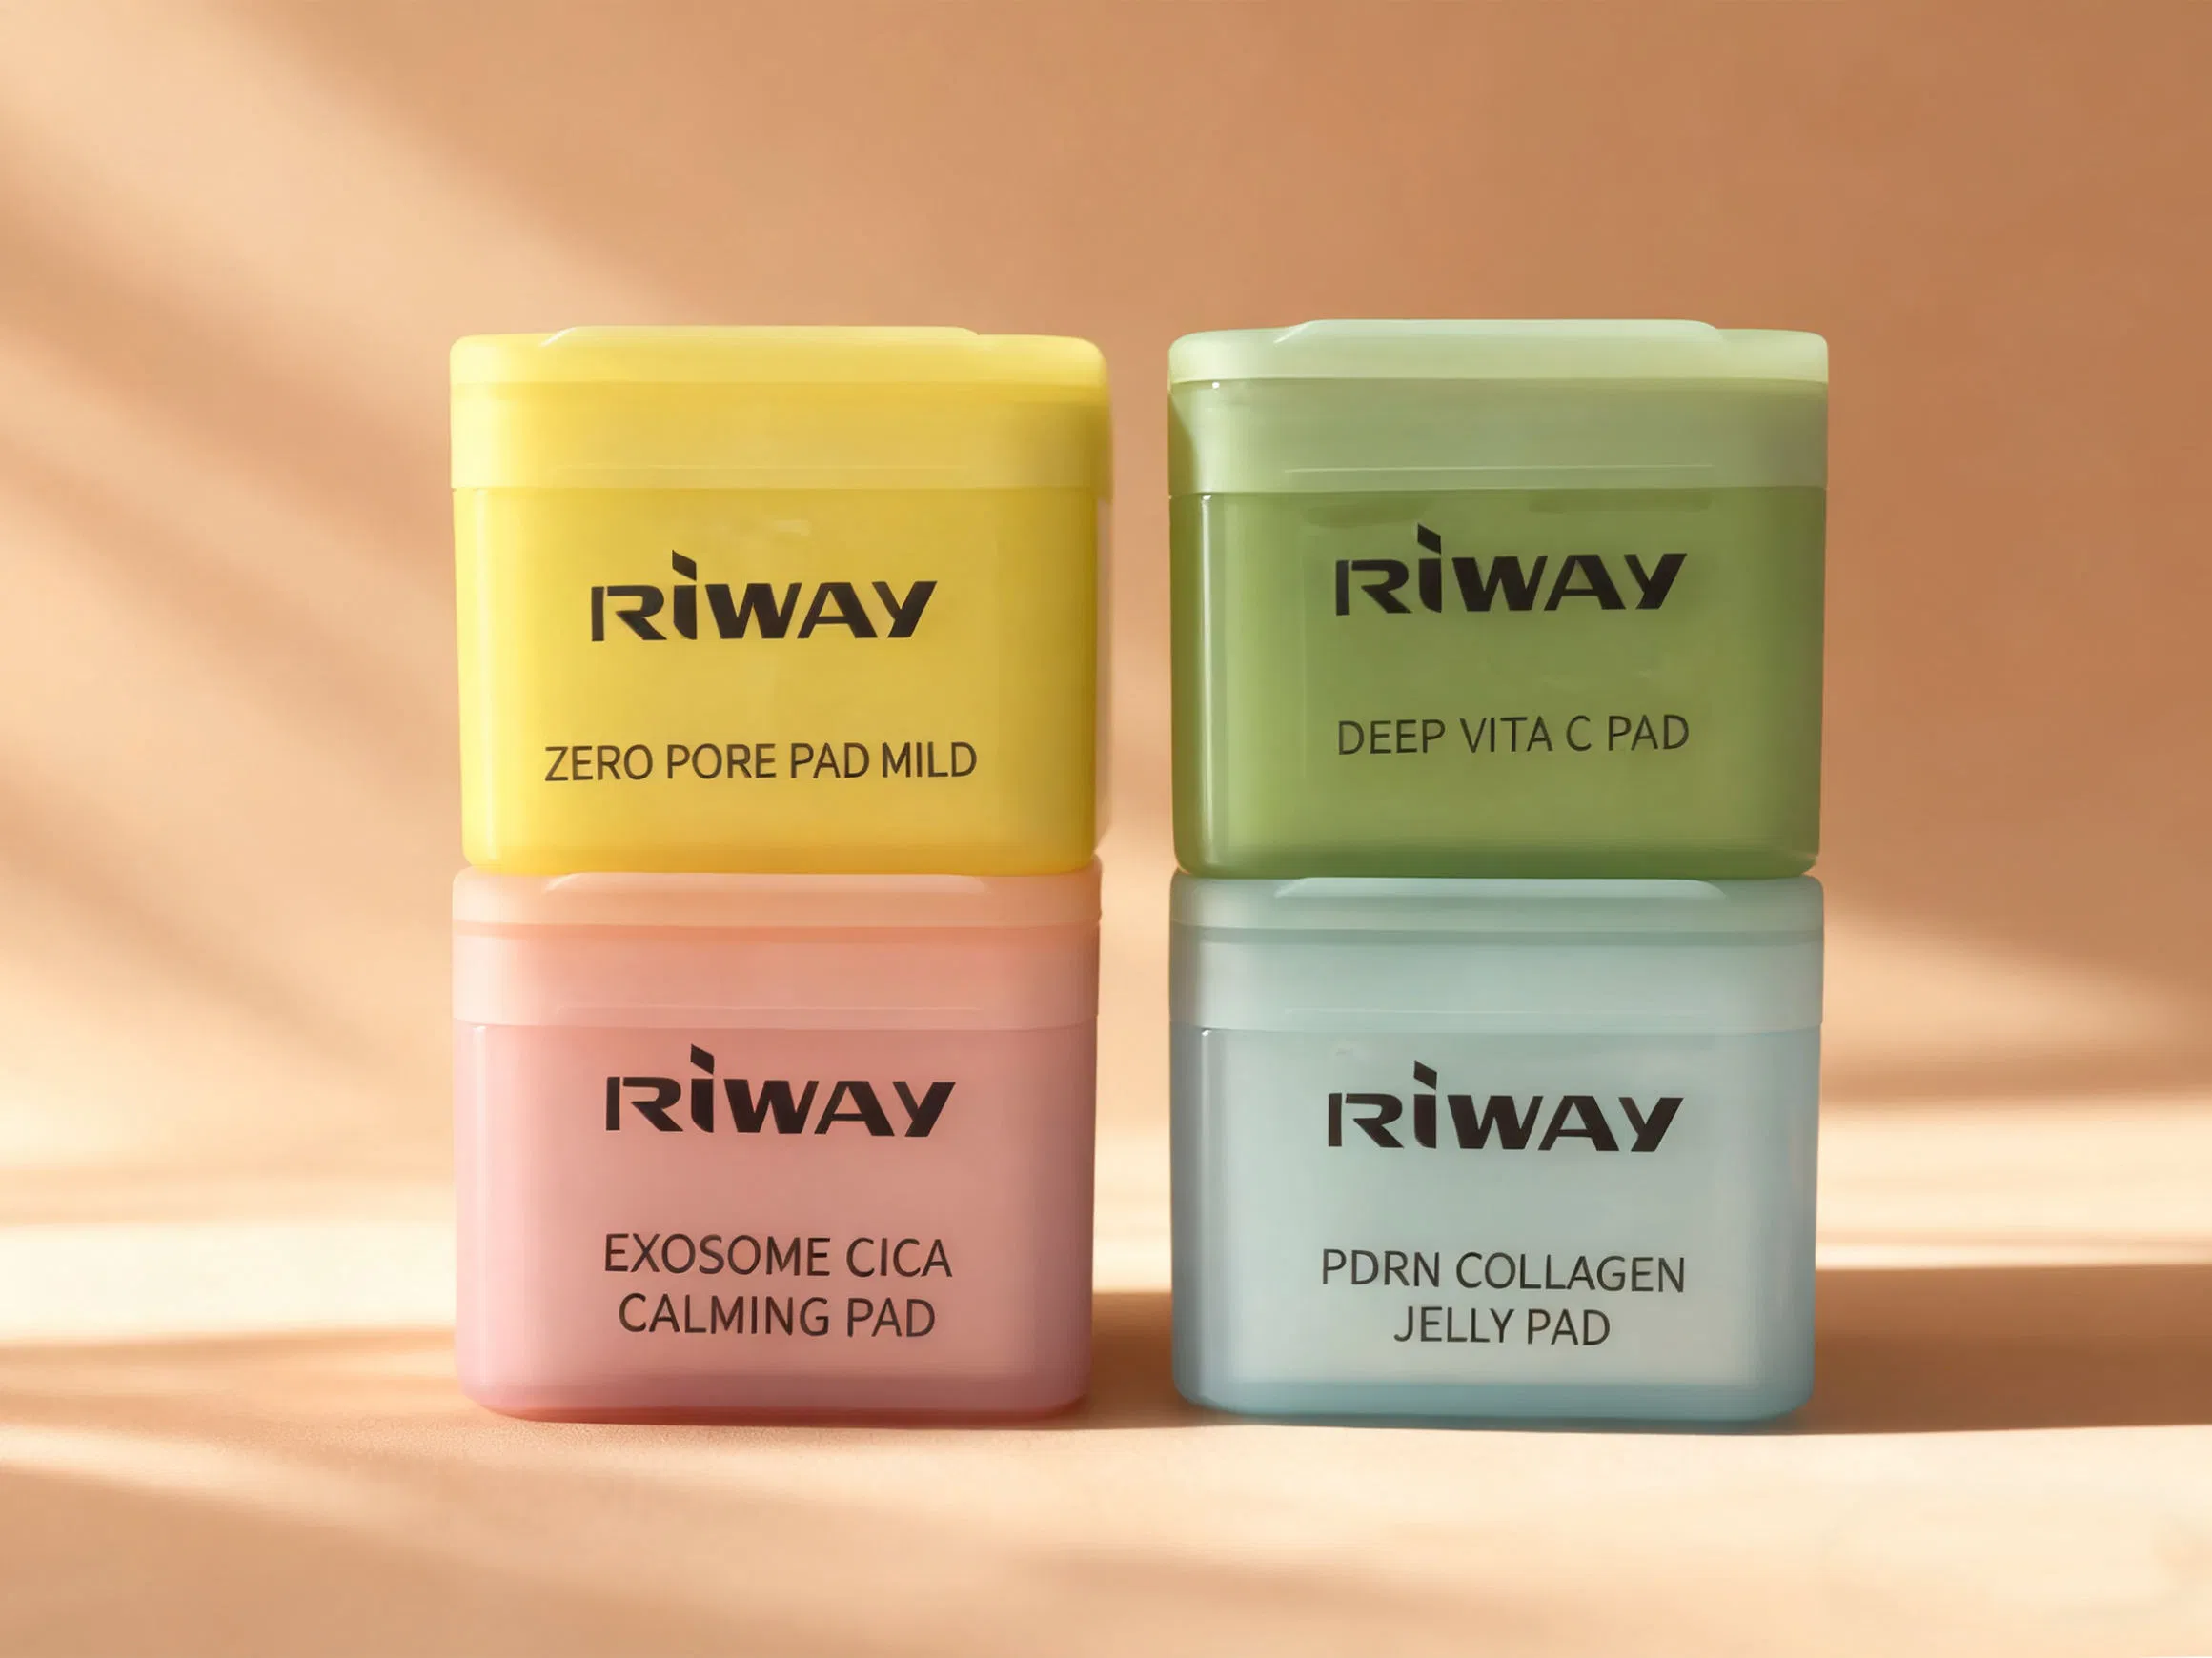 RiWAY
ZERO PORE PAD MILD
RiWAY
DEEP VITA C PAD
RiWAY
EXOSOME CICA
CALMING PAD
RiWAY
PDRN COLLAGEN
JELLY PAD